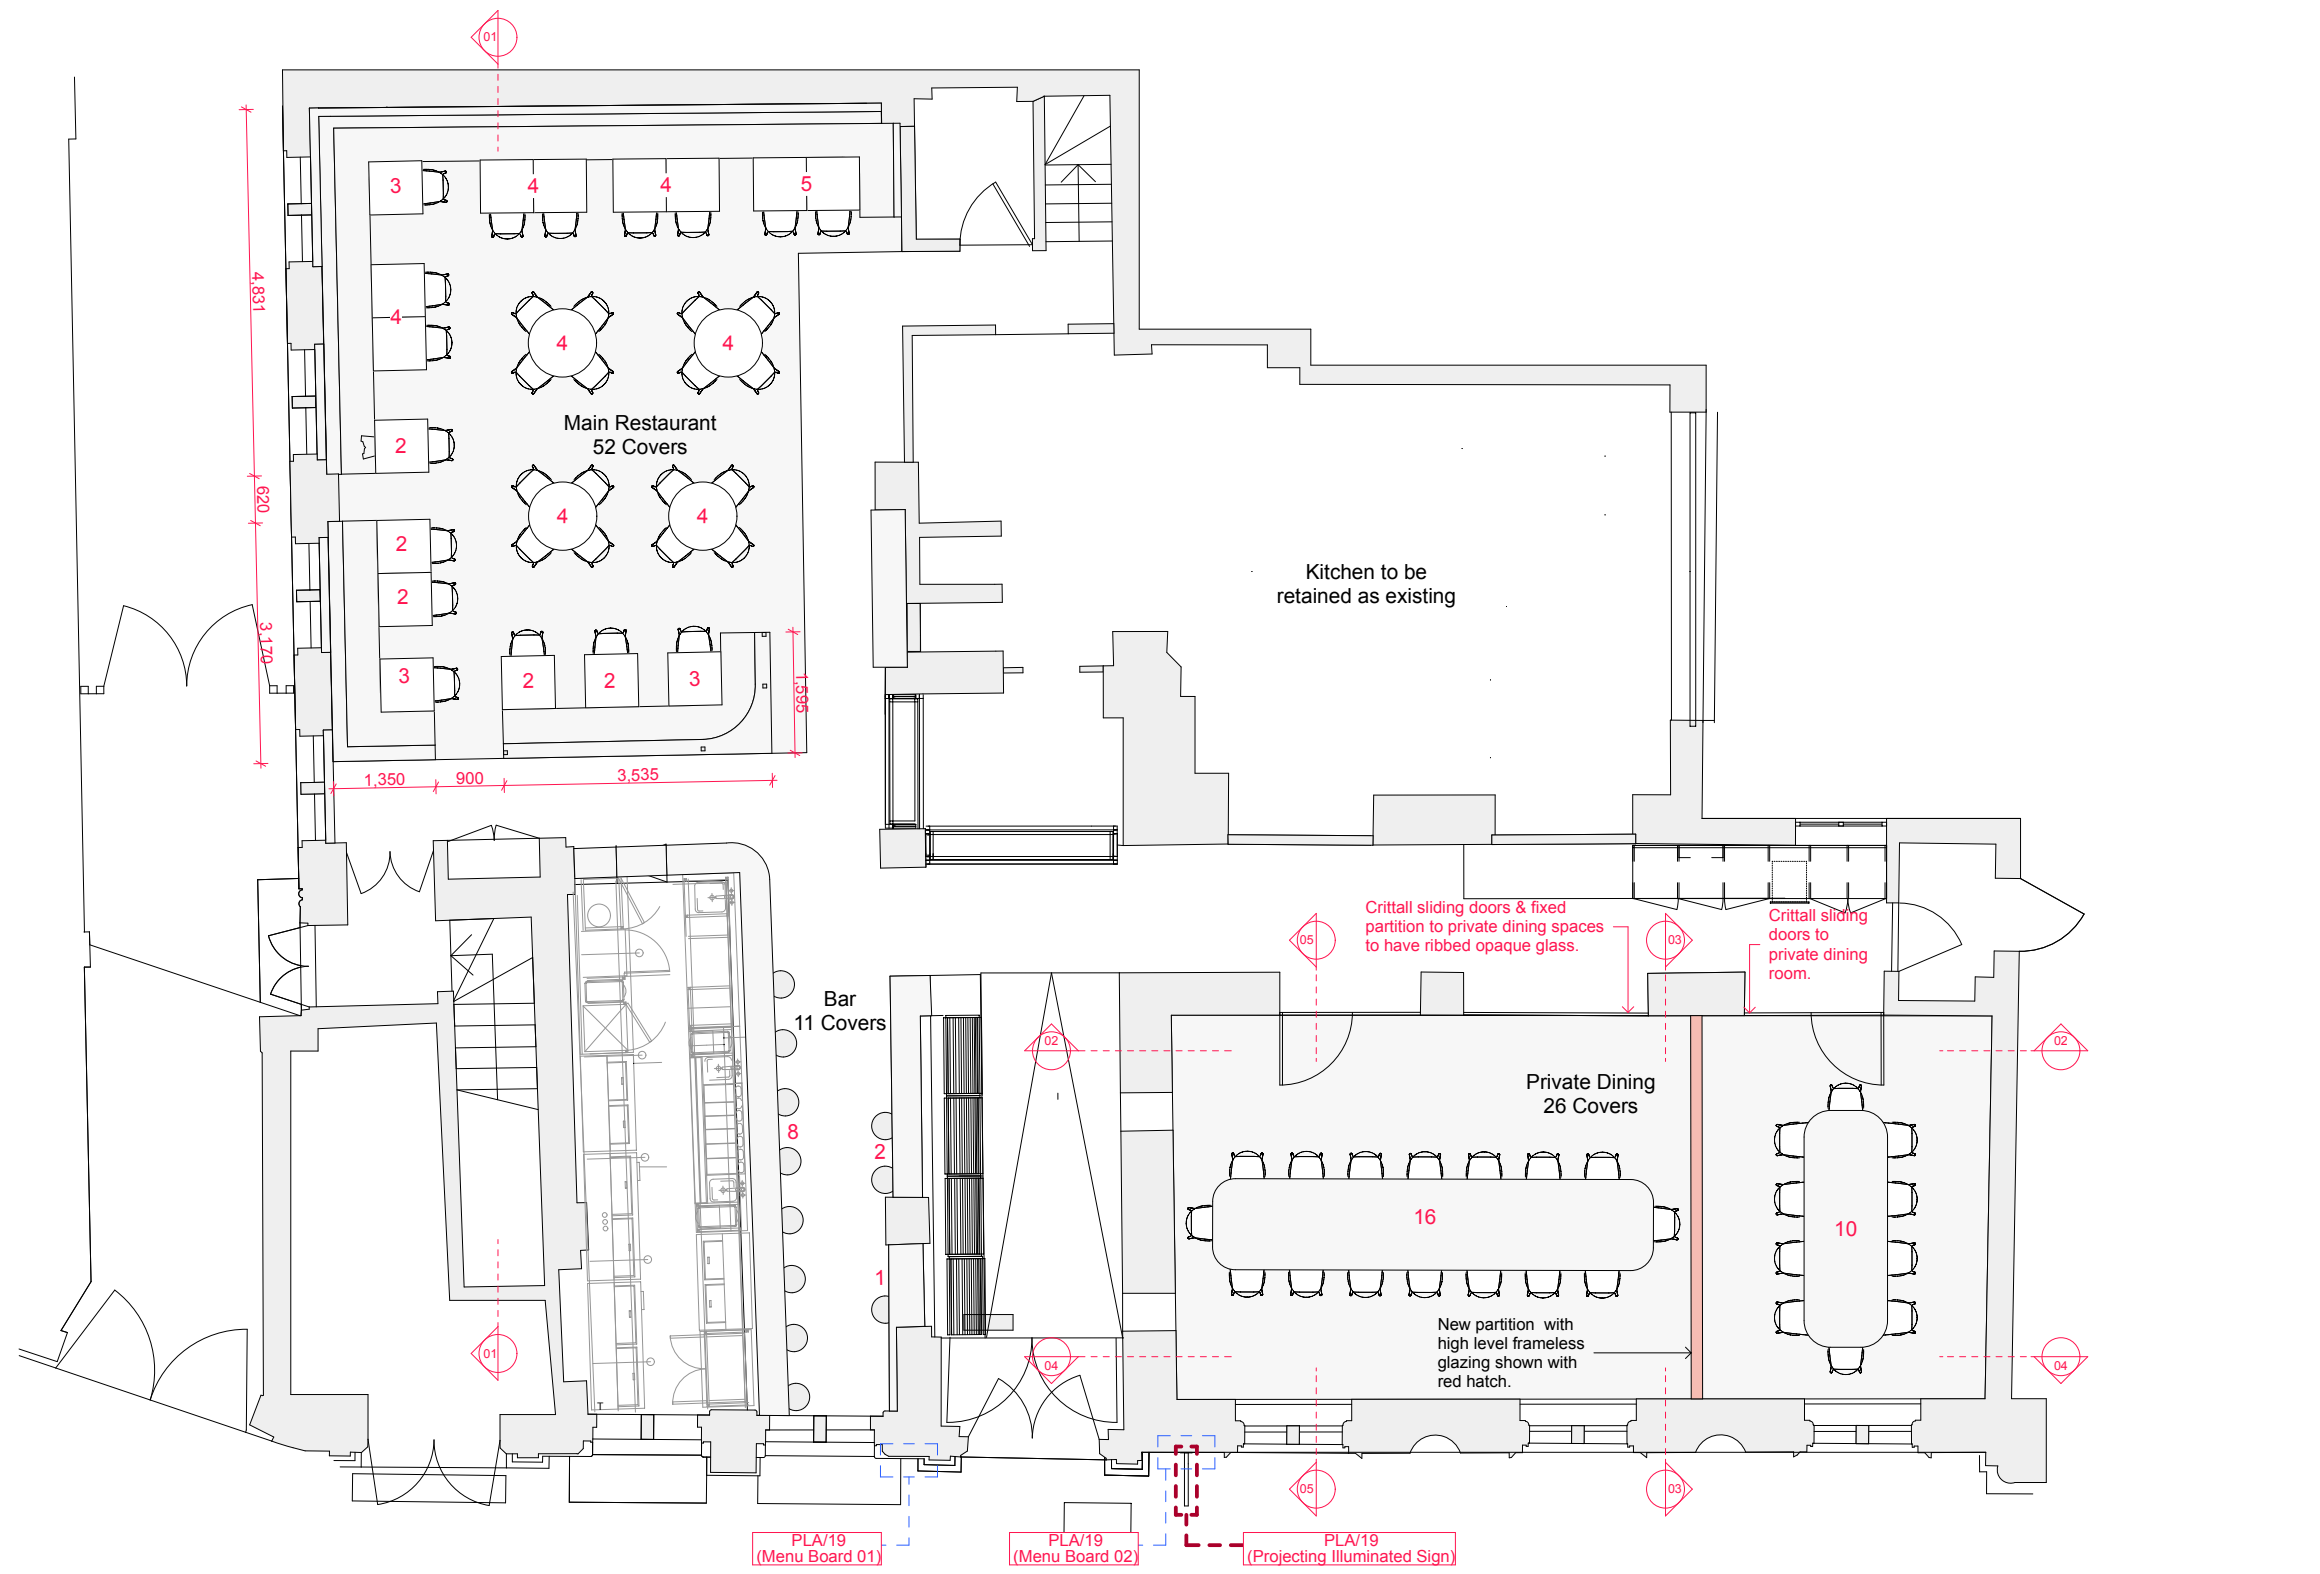 01
3
4
4
5
4,831
4
4
4
Main Restaurant
52 Covers
2
620
4
4
2
2
3,170
3
2
2
3
1,595
1,350
900
3,535
Kitchen to be
retained as existing
Crittall sliding doors & fixed
partition to private dining spaces
to have ribbed opaque glass.
Crittall sliding
doors to
private dining
room.
05
03
Bar
11 Covers
8
2
1
02
02
Private Dining
26 Covers
16
10
New partition with
high level frameless
glazing shown with
red hatch.
01
04
04
05
03
PLA/19
(Menu Board 01)
PLA/19
(Menu Board 02)
PLA/19
(Projecting Illuminated Sign)